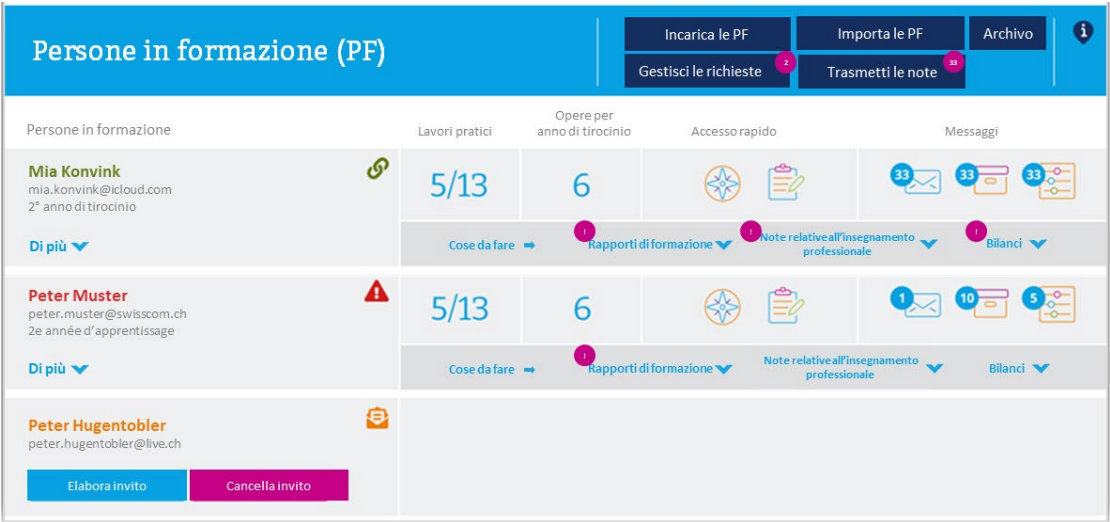 Persone in formazione (PF)
Incarica le PF
Importa le PF
Archivo
Gestisci le richieste
2
Trasmetti le note
33
Persone in formazione
Lavori pratici
Opere per
anno di tirocinio
Accesso rapido
Messaggi
Mia Konvink
mia.konvink@icloud.com
2° anno di tirocinio
5/13
6
33
33
33
Di più
Cose da fare
!
Rapporti di formazione
!
Note relative all'insegnamento
professionale
!
Bilanci
Peter Muster
peter.muster@swisscom.ch
2e année d'apprentissage
5/13
6
1
10
5
Di più
Cose da fare
!
Rapporti di formazione
Note relative all'insegnamento
professionale
Bilanci
Peter Hugentobler
peter.hugentobler@live.ch
Elabora invito
Cancella invito